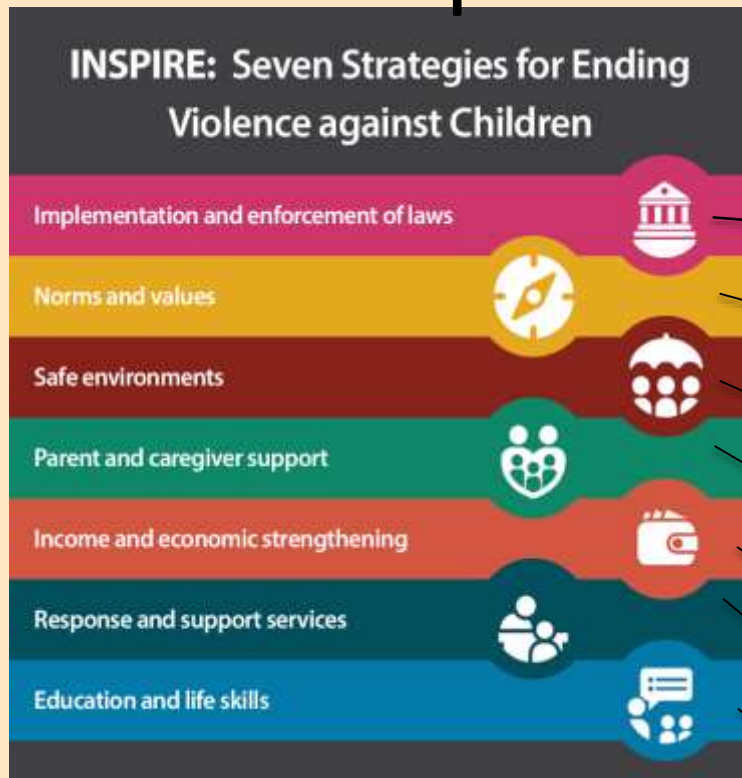 INSPIRE: Seven Strategies for Ending
Violence against Children
Implementation and enforcement of laws
Norms and values
Safe environments
Parent and caregiver support
Income and economic strengthening
Response and support services
Education and life skills